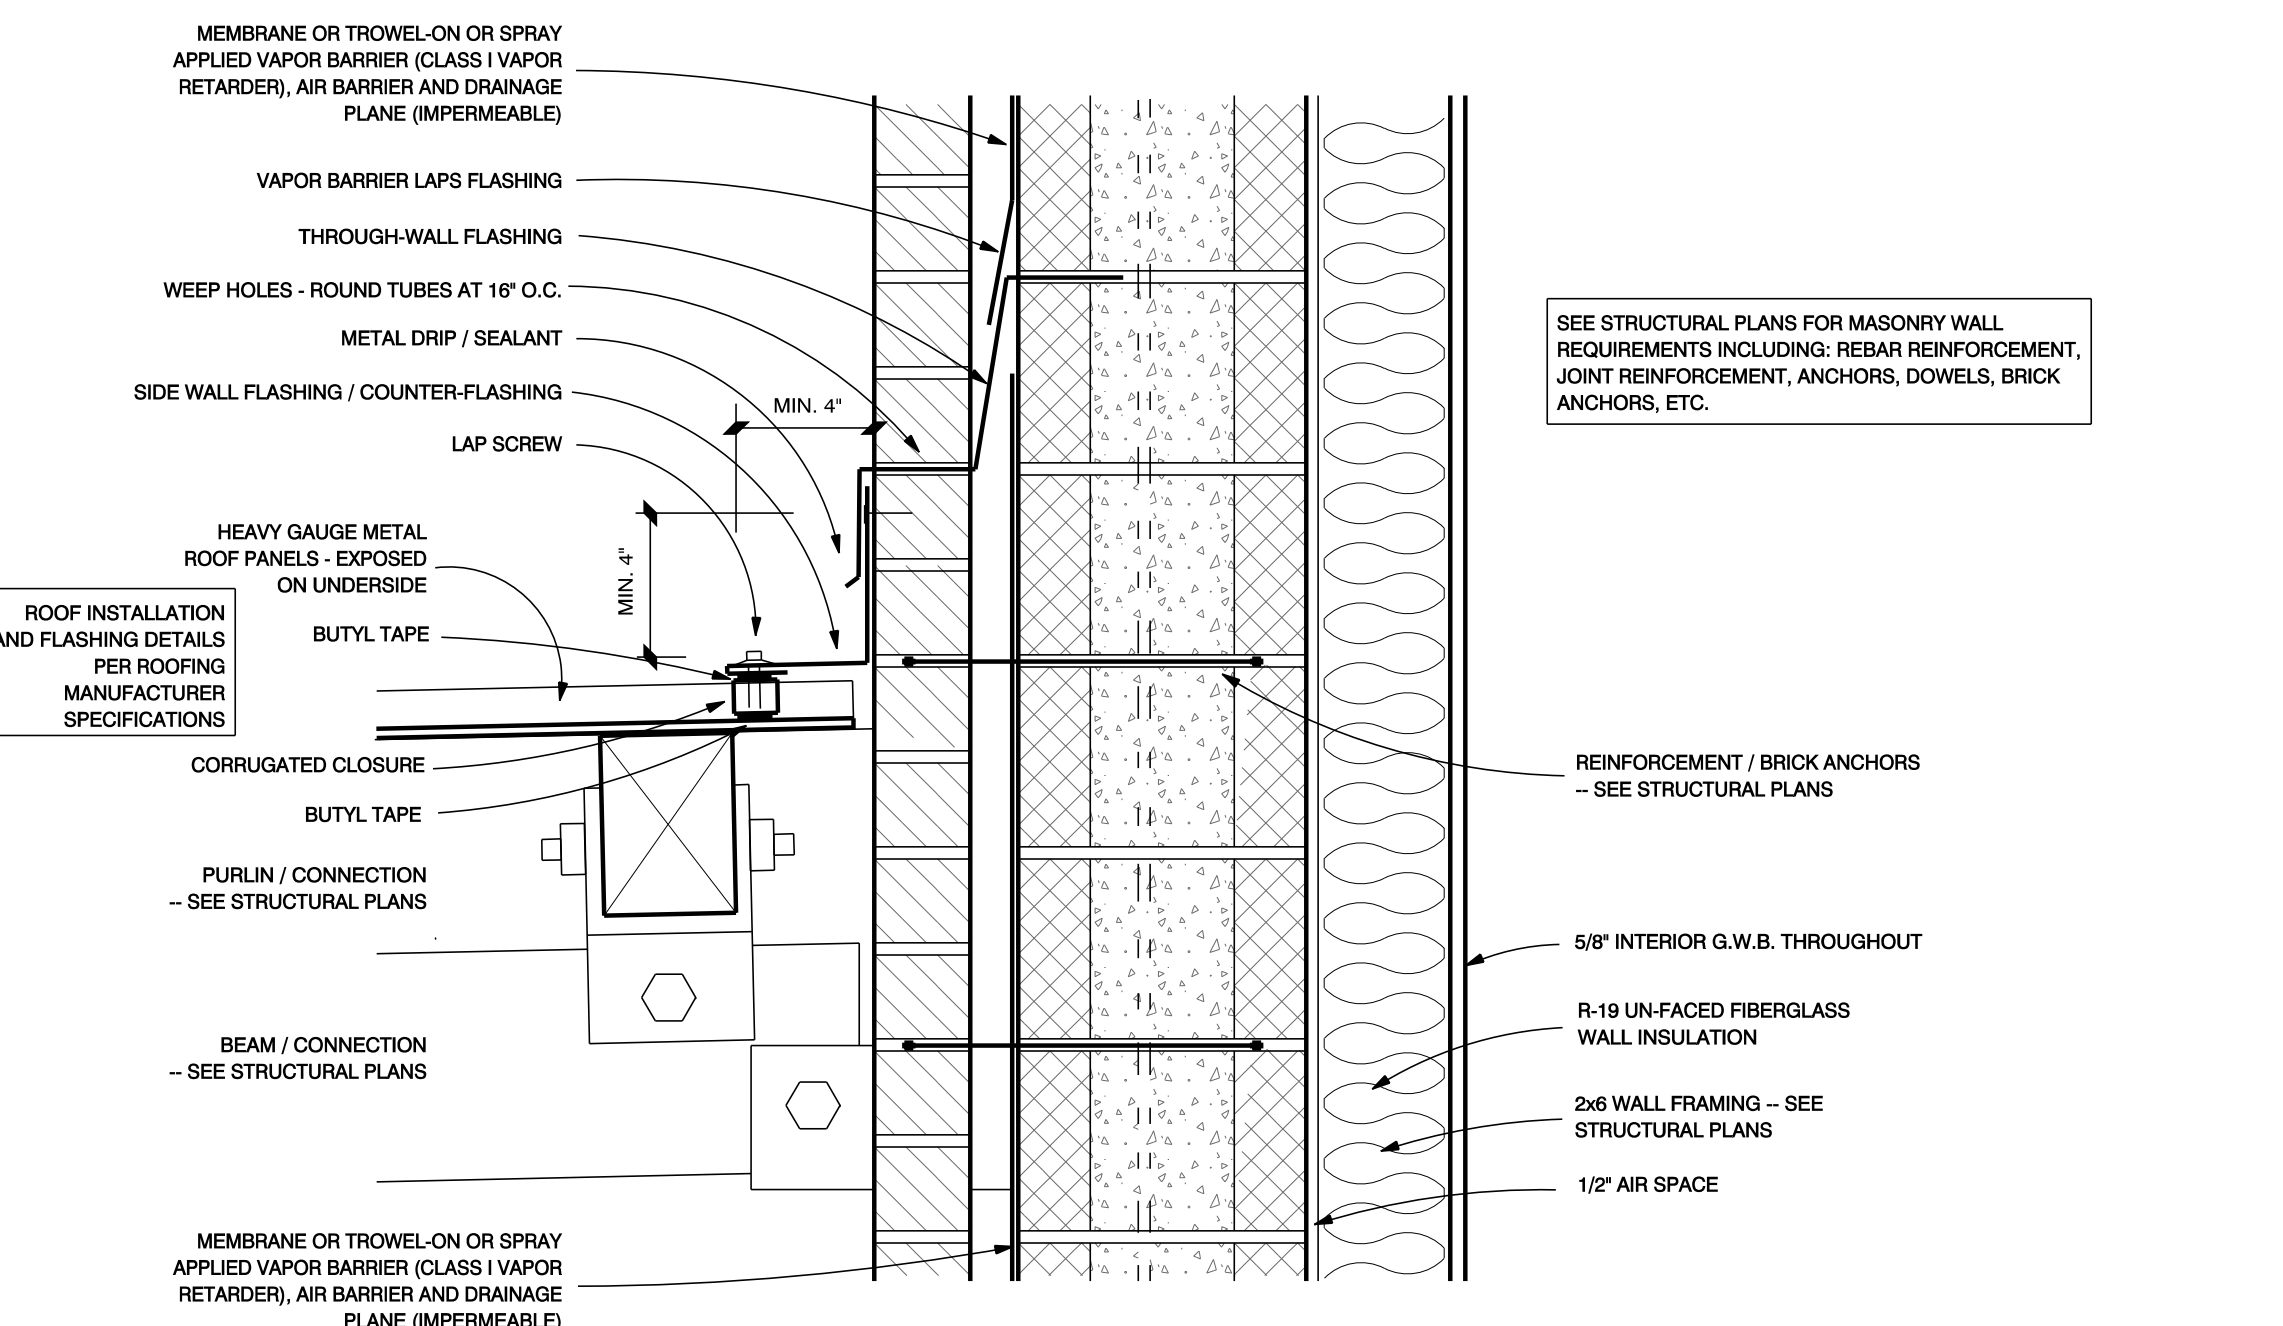 MEMBRANE OR TROWEL-ON OR SPRAY
APPLIED VAPOR BARRIER (CLASS I VAPOR
RETARDER), AIR BARRIER AND DRAINAGE
PLANE (IMPERMEABLE)
VAPOR BARRIER LAPS FLASHING
THROUGH-WALL FLASHING
WEEP HOLES - ROUND TUBES AT 16" O.C.
METAL DRIP / SEALANT
SIDE WALL FLASHING / COUNTER-FLASHING
MIN. 4"
LAP SCREW
MIN. 4"
HEAVY GAUGE METAL
ROOF PANELS - EXPOSED
ON UNDERSIDE
ROOF INSTALLATION
AND FLASHING DETAILS
PER ROOFING
MANUFACTURER
SPECIFICATIONS
BUTYL TAPE
CORRUGATED CLOSURE
BUTYL TAPE
PURLIN / CONNECTION
-- SEE STRUCTURAL PLANS
BEAM / CONNECTION
-- SEE STRUCTURAL PLANS
MEMBRANE OR TROWEL-ON OR SPRAY
APPLIED VAPOR BARRIER (CLASS I VAPOR
RETARDER), AIR BARRIER AND DRAINAGE
PLANE (IMPERMEABLE)
SEE STRUCTURAL PLANS FOR MASONRY WALL
REQUIREMENTS INCLUDING: REBAR REINFORCEMENT,
JOINT REINFORCEMENT, ANCHORS, DOWELS, BRICK
ANCHORS, ETC.
REINFORCEMENT / BRICK ANCHORS
-- SEE STRUCTURAL PLANS
5/8" INTERIOR G.W.B. THROUGHOUT
R-19 UN-FACED FIBERGLASS
WALL INSULATION
2x6 WALL FRAMING -- SEE
STRUCTURAL PLANS
1/2" AIR SPACE